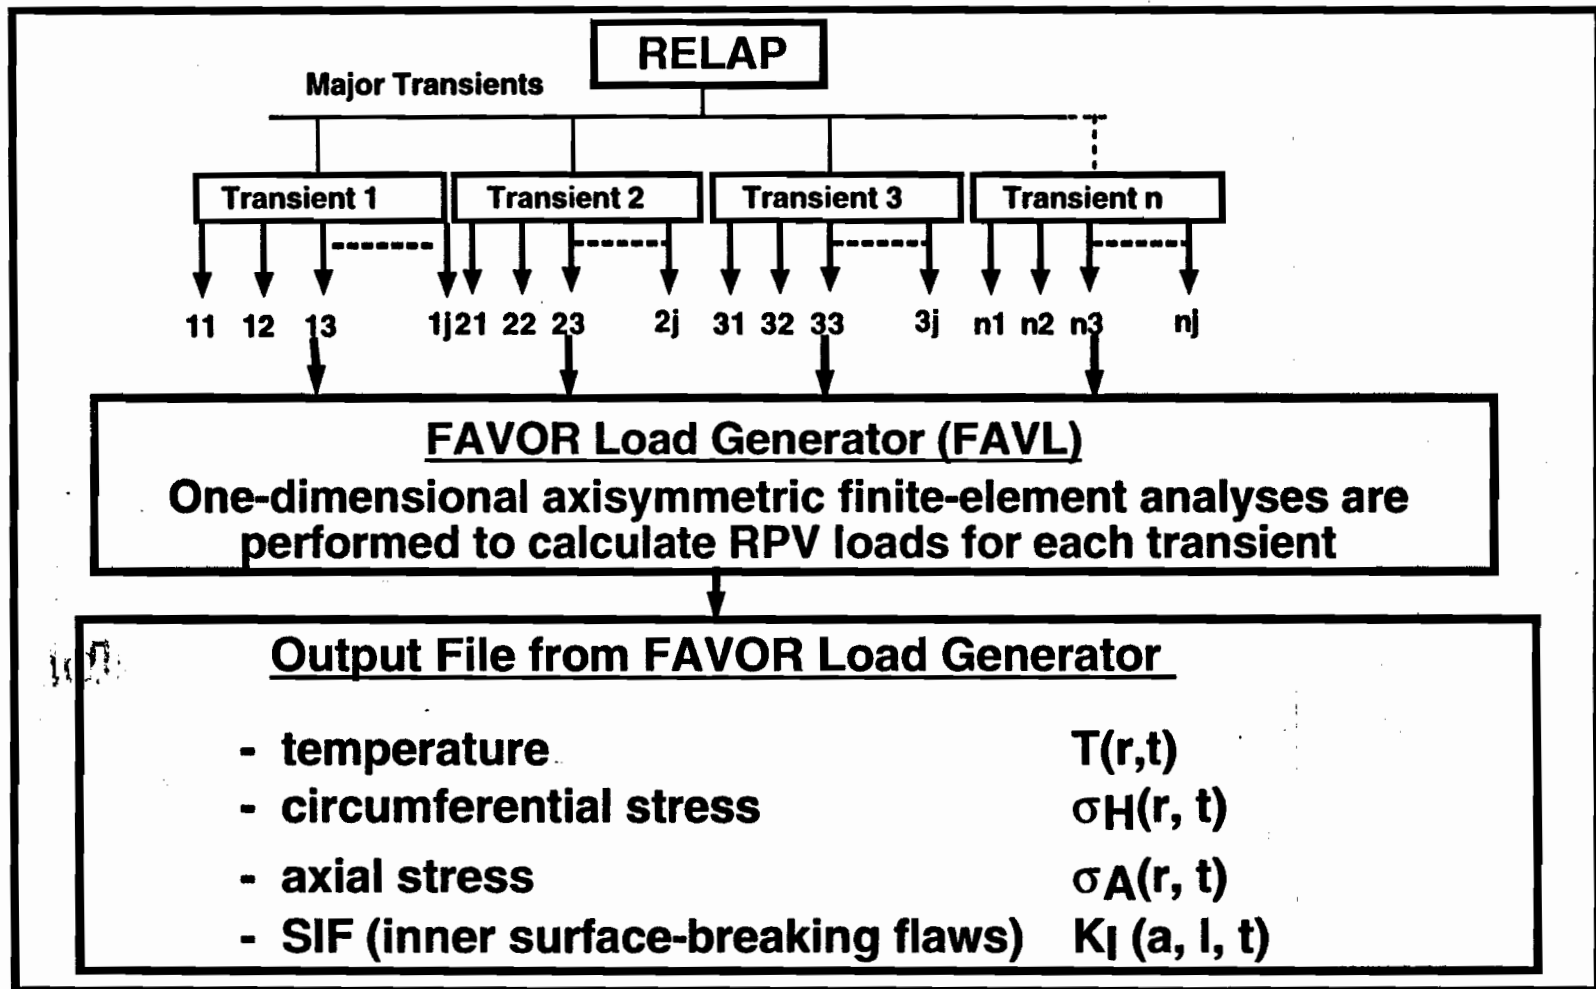 RELAP
Major Transients
Transient 1 Transient 2 Transient 3 Transient n
11 12 13 1j 21 22 23 2j 31 32 33 3j n1 n2 n3 nj
FAVOR Load Generator (FAVL)
One-dimensional axisymmetric finite-element analyses are
performed to calculate RPV loads for each transient
Output File from FAVOR Load Generator
- temperature T(r,t)
- circumferential stress σH(r, t)
- axial stress σA(r, t)
- SIF (inner surface-breaking flaws) KI (a, l, t)